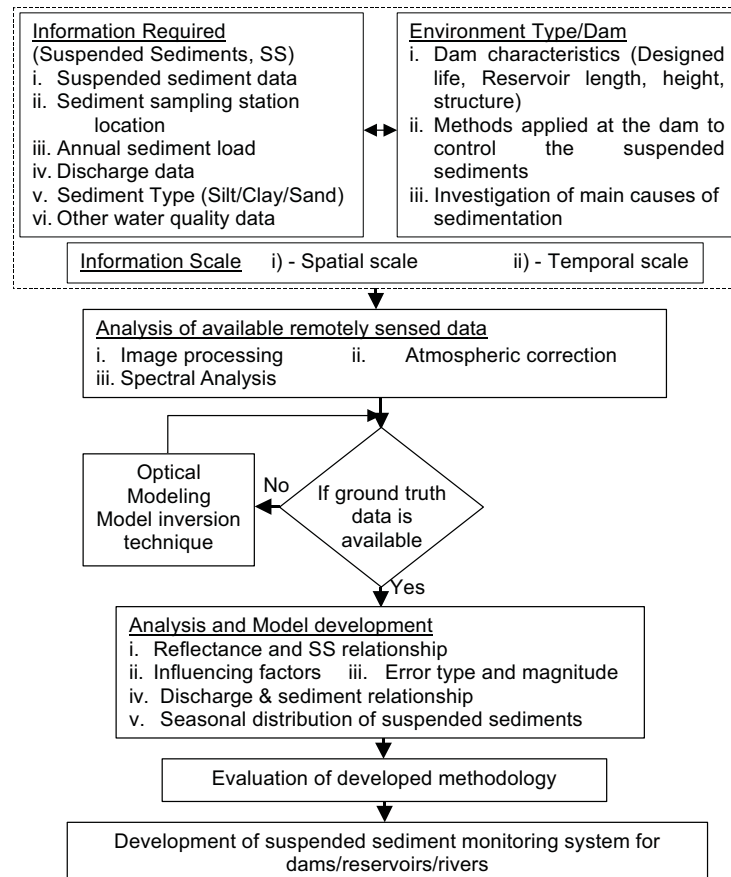 Information Required
(Suspended Sediments, SS)
i. Suspended sediment data
ii. Sediment sampling station
location
iii. Annual sediment load
iv. Discharge data
v. Sediment Type (Silt/Clay/Sand)
vi. Other water quality data
Environment Type/Dam
i. Dam characteristics (Designed
life, Reservoir length, height,
structure)
ii. Methods applied at the dam to
control the suspended
sediments
iii. Investigation of main causes of
sedimentation
Information Scale i) - Spatial scale ii) - Temporal scale
Analysis of available remotely sensed data
i. Image processing ii. Atmospheric correction
iii. Spectral Analysis
Optical
Modeling
Model inversion
technique
No
If ground truth
data is
available
Yes
Analysis and Model development
i. Reflectance and SS relationship
ii. Influencing factors iii. Error type and magnitude
iv. Discharge & sediment relationship
v. Seasonal distribution of suspended sediments
Evaluation of developed methodology
Development of suspended sediment monitoring system for
dams/reservoirs/rivers